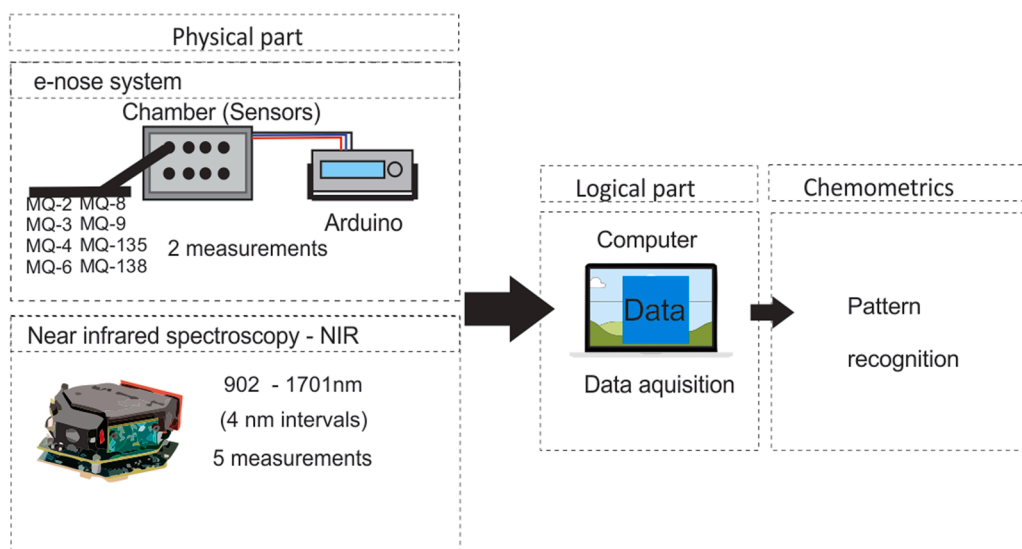 Physical part
e-nose system
Chamber (Sensors)
Arduino
MQ-2 MQ-8
MQ-3 MQ-9
MQ-4 MQ-135
MQ-6 MQ-138
2 measurements
Near infrared spectroscopy - NIR
902 - 1701nm
(4 nm intervals)
5 measurements
Logical part
Computer
Data
Data aquisition
Chemometrics
Pattern
recognition